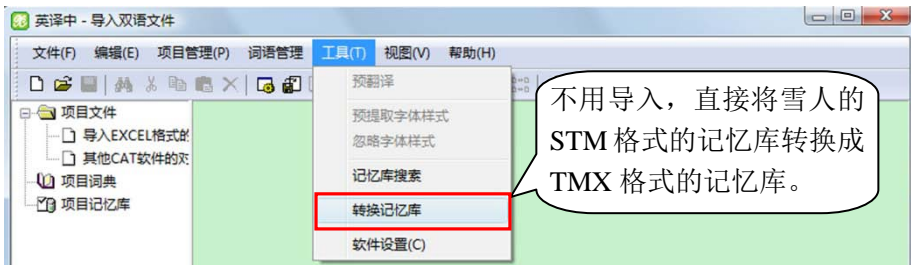 英译中 - 导入双语文件
文件(F) 编辑(E) 项目管理(P) 词语管理 工具(T) 视图(V) 帮助(H)
预翻译
预提取字体样式
忽略字体样式
记忆库搜索
转换记忆库
软件设置(C)
项目文件
导入EXCEL格式的
其他CAT软件的对
项目词典
项目记忆库
不用导入，直接将雪人的
STM 格式的记忆库转换成
TMX 格式的记忆库。